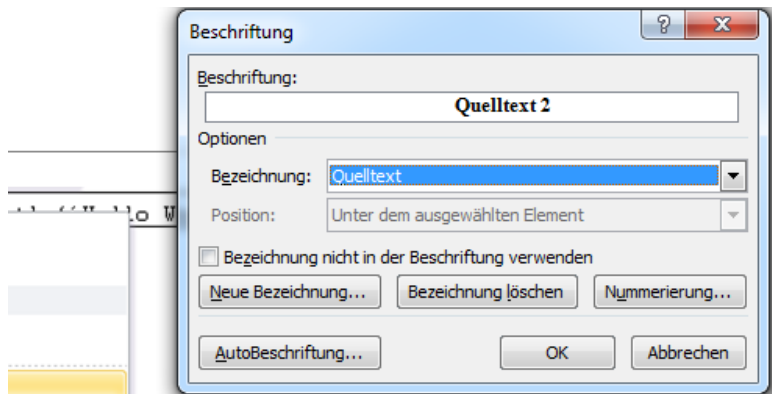 Beschriftung
Beschriftung:
Quelltext 2
Optionen
Bezeichnung: Quelltext
Position: Unter dem ausgewählten Element
Bezeichnung nicht in der Beschriftung verwenden
Neue Bezeichnung... Bezeichnung löschen Nummerierung...
AutoBeschriftung... OK Abbrechen